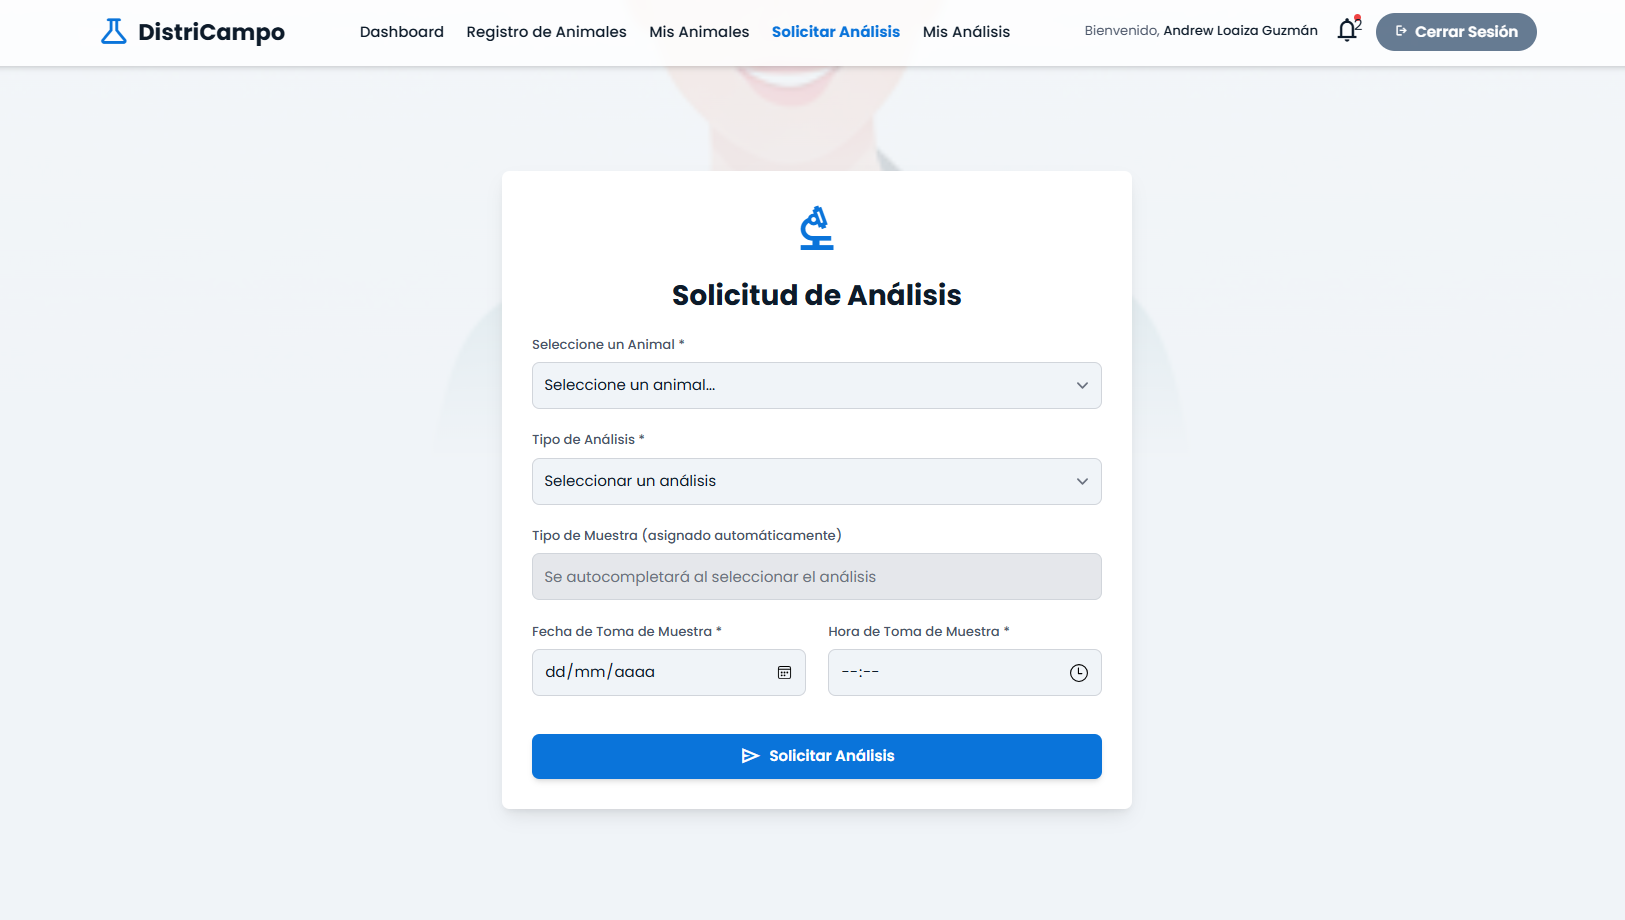 DistriCampo
Dashboard
Registro de Animales
Mis Animales
Solicitar Análisis
Mis Análisis
Bienvenido, Andrew Loaiza Guzmán
2
Cerrar Sesión
Solicitud de Análisis
Seleccione un Animal *
Seleccione un animal...
Tipo de Análisis *
Seleccionar un análisis
Tipo de Muestra (asignado automáticamente)
Se autocompletará al seleccionar el análisis
Fecha de Toma de Muestra *
Hora de Toma de Muestra *
dd/mm/aaaa
--:--
Solicitar Análisis